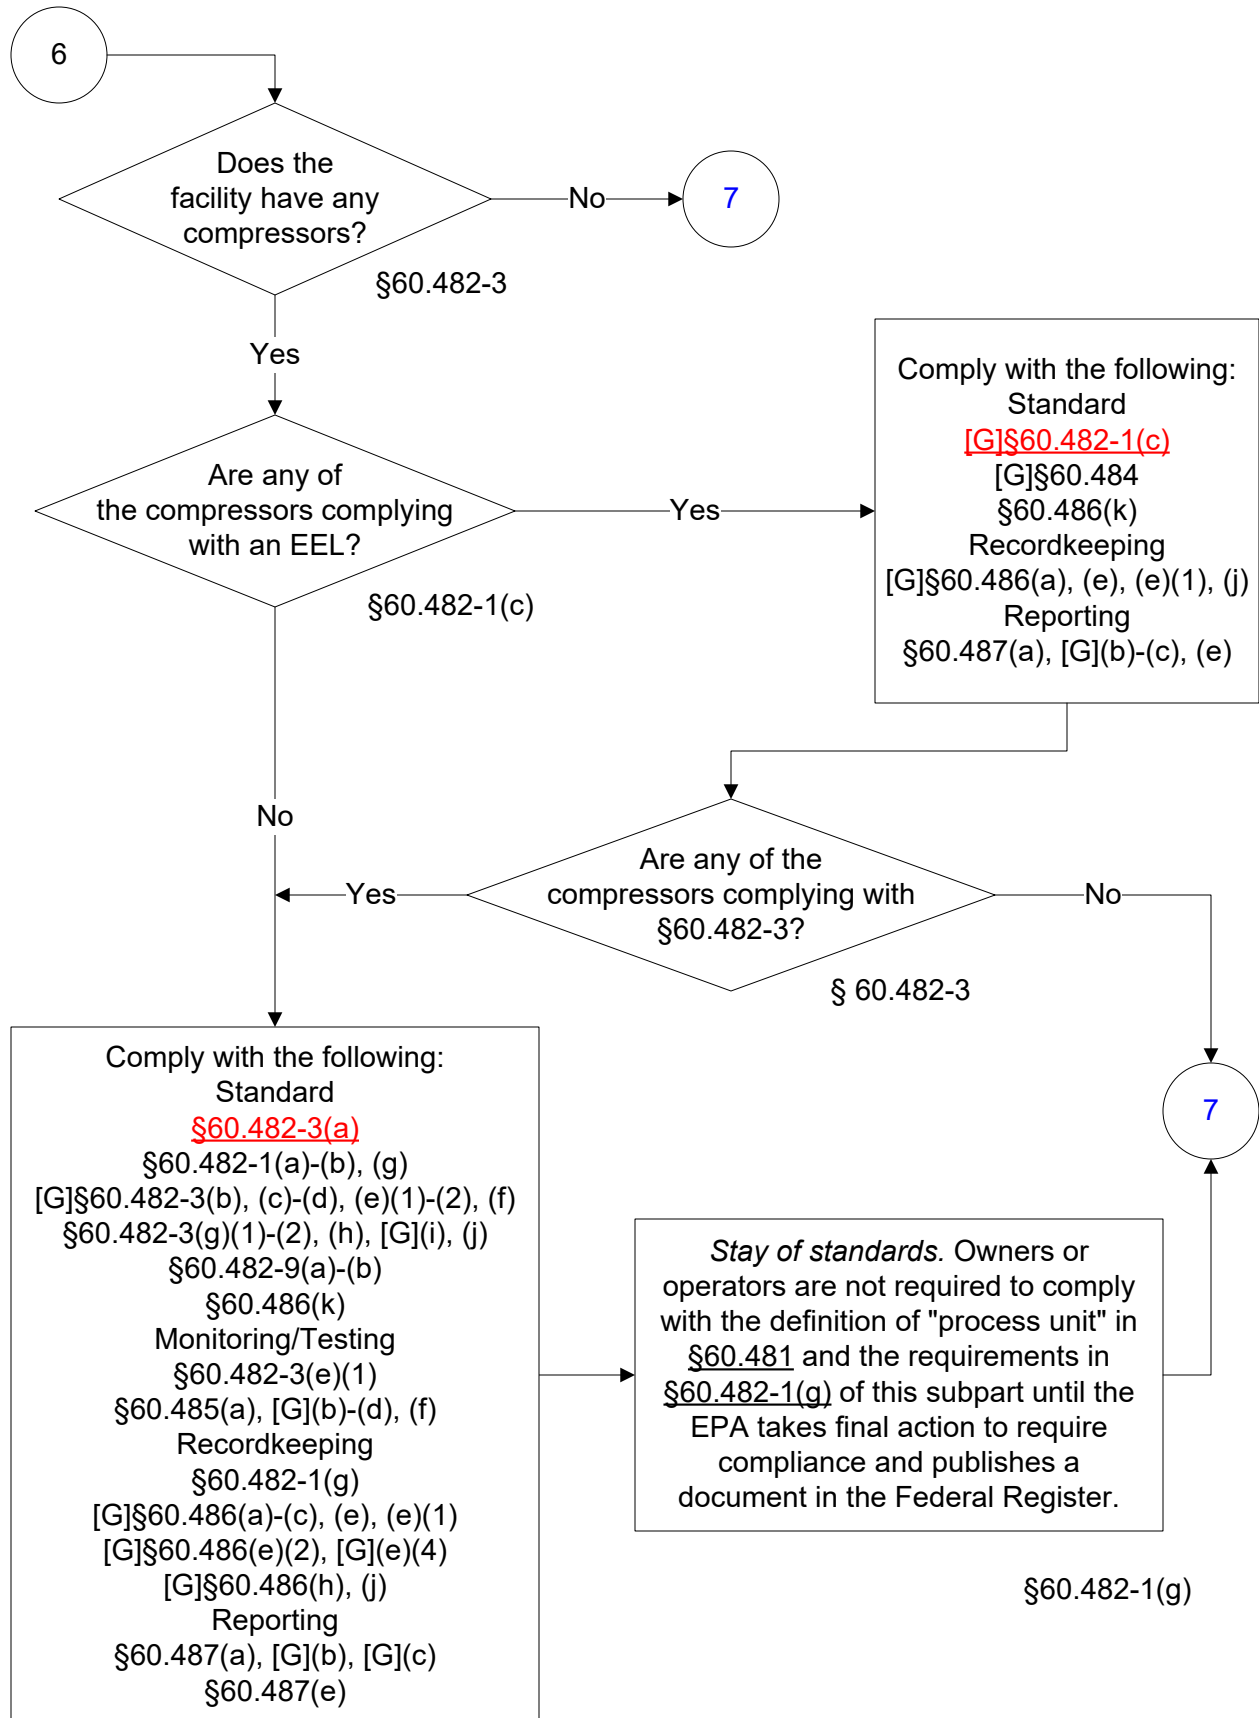 6
Does the
facility have any
compressors?
No
7
§60.482-3
Yes
Are any of
the compressors complying
with an EEL?
Yes
§60.482-1(c)
Comply with the following:
Standard
[G]§60.482-1(c)
[G]§60.484
§60.486(k)
Recordkeeping
[G]§60.486(a), (e), (e)(1), (j)
Reporting
§60.487(a), [G](b)-(c), (e)
No
Are any of the
compressors complying with
§60.482-3?
Yes
No
§ 60.482-3
7
Comply with the following:
Standard
§60.482-3(a)
§60.482-1(a)-(b), (g)
[G]§60.482-3(b), (c)-(d), (e)(1)-(2), (f)
§60.482-3(g)(1)-(2), (h), [G](i), (j)
§60.482-9(a)-(b)
§60.486(k)
Monitoring/Testing
§60.482-3(e)(1)
§60.485(a), [G](b)-(d), (f)
Recordkeeping
§60.482-1(g)
[G]§60.486(a)-(c), (e), (e)(1)
[G]§60.486(e)(2), [G](e)(4)
[G]§60.486(h), (j)
Reporting
§60.487(a), [G](b), [G](c)
§60.487(e)
Stay of standards. Owners or
operators are not required to comply
with the definition of "process unit" in
§60.481 and the requirements in
§60.482-1(g) of this subpart until the
EPA takes final action to require
compliance and publishes a
document in the Federal Register.
§60.482-1(g)